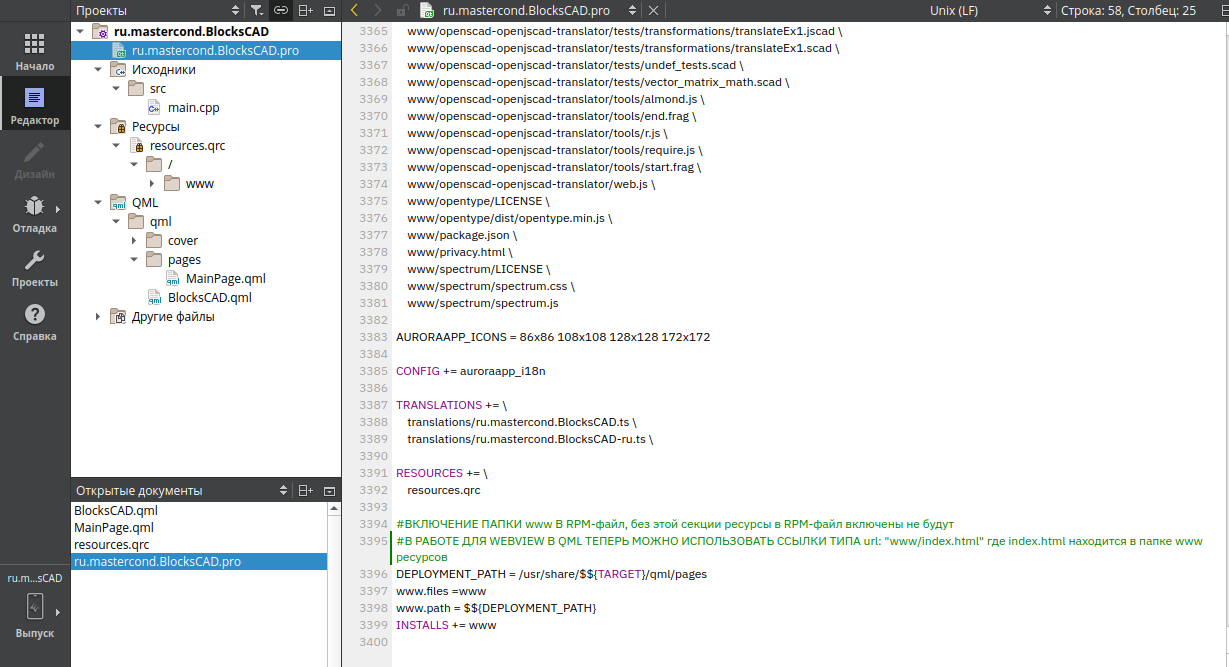 Проекты
ru.mastercond.BlocksCAD.pro
Unix (LF)
Строка: 58, Столбец: 25
Начало
Редактор
Дизайн
Отладка
Проекты
Справка
ru.m...sCAD
Выпуск
ru.mastercond.BlocksCAD
ru.mastercond.BlocksCAD.pro
Исходники
src
main.cpp
Ресурсы
resources.qrc
/
www
QML
qml
cover
pages
MainPage.qml
BlocksCAD.qml
Другие файлы
Открытые документы
BlocksCAD.qml
MainPage.qml
resources.qrc
ru.mastercond.BlocksCAD.pro
3365 www/openscad-openjscad-translator/tests/transformations/translateEx1.jscad \
3366 www/openscad-openjscad-translator/tests/transformations/translateEx1.scad \
3367 www/openscad-openjscad-translator/tests/undef_tests.scad \
3368 www/openscad-openjscad-translator/tests/vector_matrix_math.scad \
3369 www/openscad-openjscad-translator/tools/almond.js \
3370 www/openscad-openjscad-translator/tools/end.frag \
3371 www/openscad-openjscad-translator/tools/r.js \
3372 www/openscad-openjscad-translator/tools/require.js \
3373 www/openscad-openjscad-translator/tools/start.frag \
3374 www/openscad-openjscad-translator/web.js \
3375 www/opentype/LICENSE \
3376 www/opentype/dist/opentype.min.js \
3377 www/package.json \
3378 www/privacy.html \
3379 www/spectrum/LICENSE \
3380 www/spectrum/spectrum.css \
3381 www/spectrum/spectrum.js
3382
3383 AURORAAPP_ICONS = 86x86 108x108 128x128 172x172
3384
3385 CONFIG += auroraapp_i18n
3386
3387 TRANSLATIONS += \
3388 translations/ru.mastercond.BlocksCAD.ts \
3389 translations/ru.mastercond.BlocksCAD-ru.ts \
3390
3391 RESOURCES += \
3392 resources.qrc
3393
3394 #ВКЛЮЧЕНИЕ ПАПКИ www В RPM-файл, без этой секции ресурсы в RPM-файл включены не будут
3395 #В РАБОТЕ ДЛЯ WEBVIEW В QML ТЕПЕРЬ МОЖНО ИСПОЛЬЗОВАТЬ ССЫЛКИ ТИПА url: "www/index.html" где index.html находится в папке www
ресурсов
3396 DEPLOYMENT_PATH = /usr/share/$${TARGET}/qml/pages
3397 www.files =www
3398 www.path = $${DEPLOYMENT_PATH}
3399 INSTALLS += www
3400